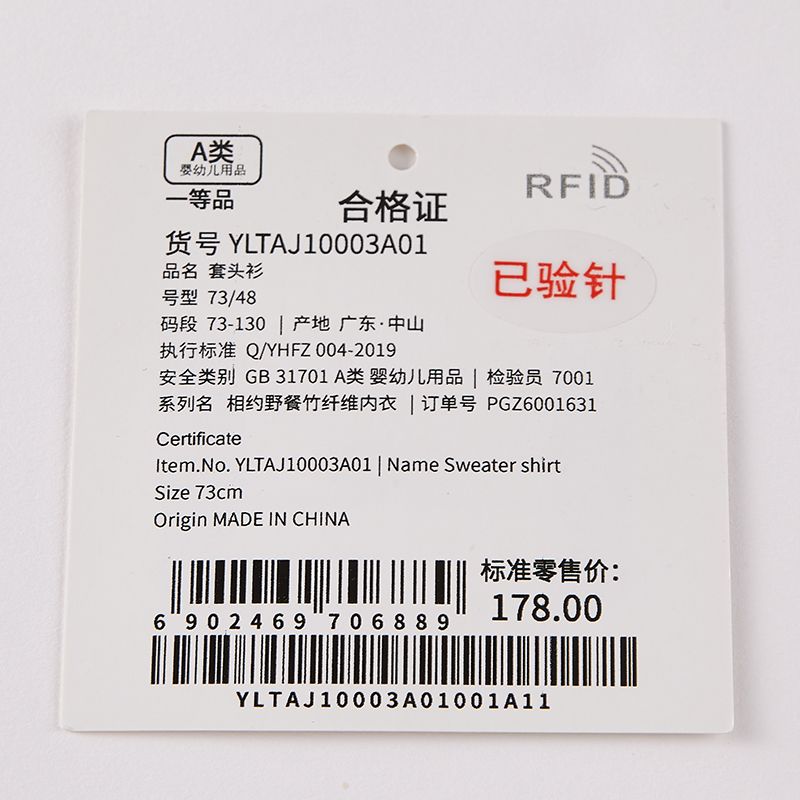 A类
婴幼儿用品
一等品
RFID
合格证
货号 YLTAJ10003A01
已验针
品名 套头衫
号型 73/48
码段 73-130 | 产地 广东·中山
执行标准 Q/YHFZ 004-2019
安全类别 GB 31701 A类 婴幼儿用品 | 检验员 7001
系列名 相约野餐竹纤维内衣 | 订单号 PGZ6001631
Certificate
Item.No. YLTAJ10003A01 | Name Sweater shirt
Size 73cm
Origin MADE IN CHINA
标准零售价:
178.00
6 902469 706889
YLTAJ10003A01001A11